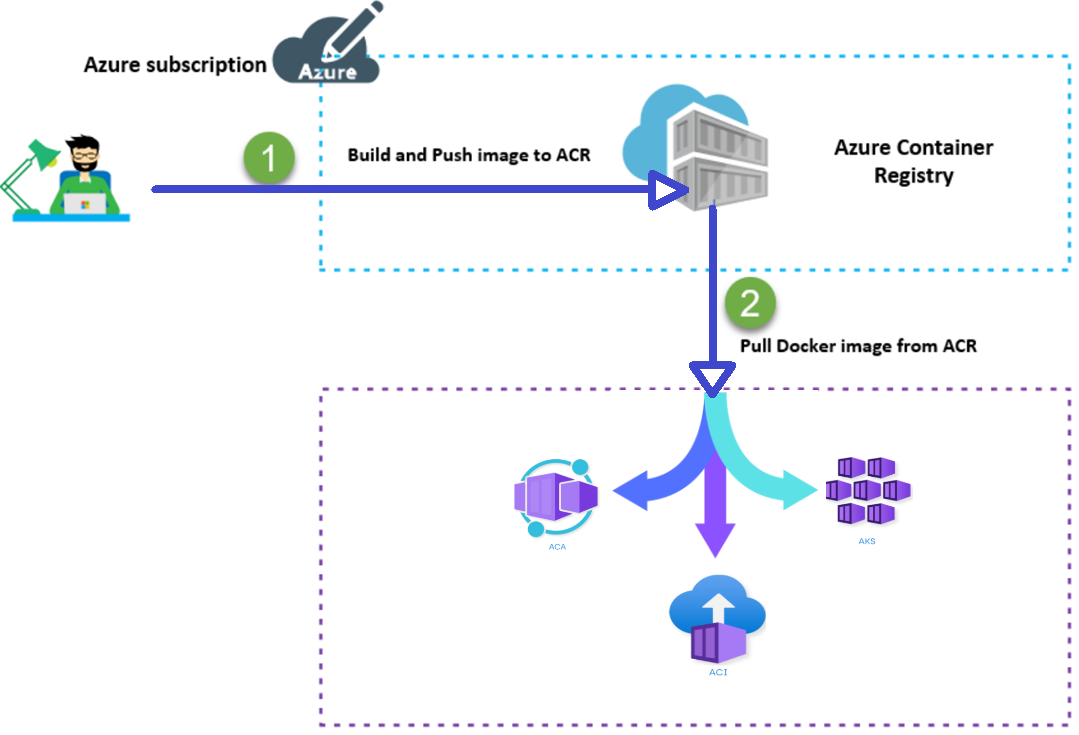 Azure subscription
Azure
1
Build and Push image to ACR
Azure Container
Registry
2
Pull Docker image from ACR
ACA
AKS
ACI